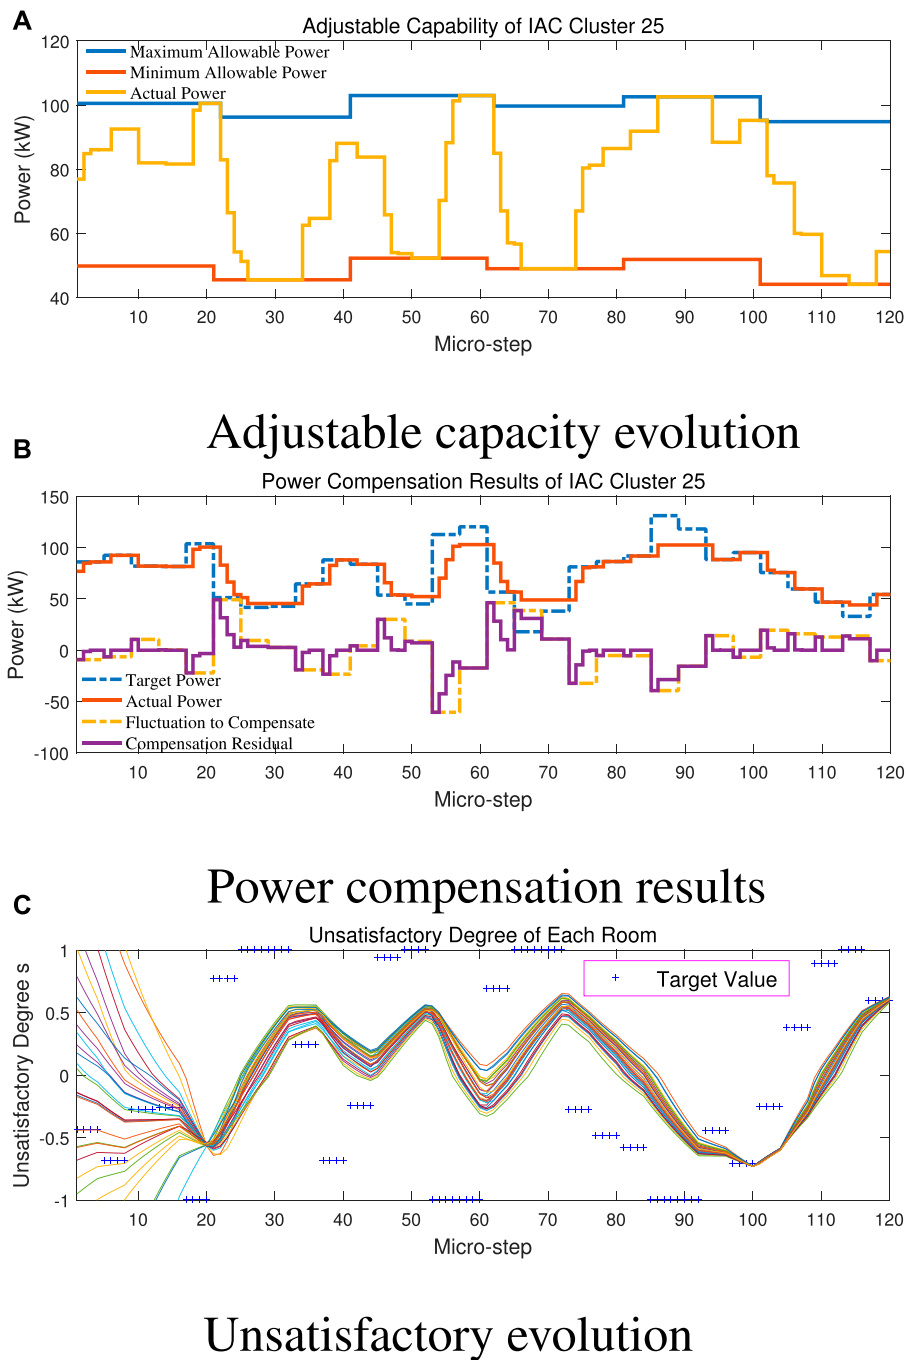 A
Adjustable Capability of IAC Cluster 25
120
100
80
60
40
Power (kW)
Maximum Allowable Power
Minimum Allowable Power
Actual Power
10 20 30 40 50 60 70 80 90 100 110 120
Micro-step
Adjustable capacity evolution
B
Power Compensation Results of IAC Cluster 25
150
100
50
0
-50
-100
Power (kW)
Target Power
Actual Power
Fluctuation to Compensate
Compensation Residual
10 20 30 40 50 60 70 80 90 100 110 120
Micro-step
Power compensation results
C
Unsatisfactory Degree of Each Room
1
0.5
0
-0.5
-1
Unsatisfactory Degree s
Target Value
10 20 30 40 50 60 70 80 90 100 110 120
Micro-step
Unsatisfactory evolution